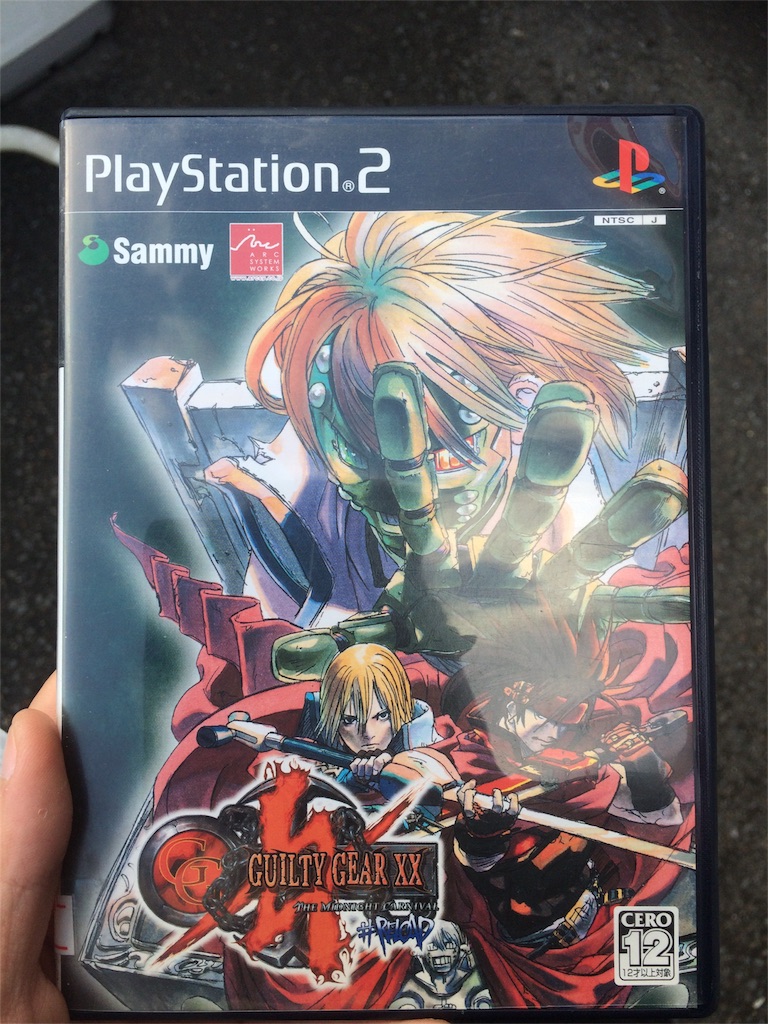 PlayStation®2
NTSC J
Sammy
ARC
SYSTEM
WORKS
GG
GUILTY GEAR XX
THE MIDNIGHT CARNIVAL
#RELOAD
CERO
12
12才以上対象